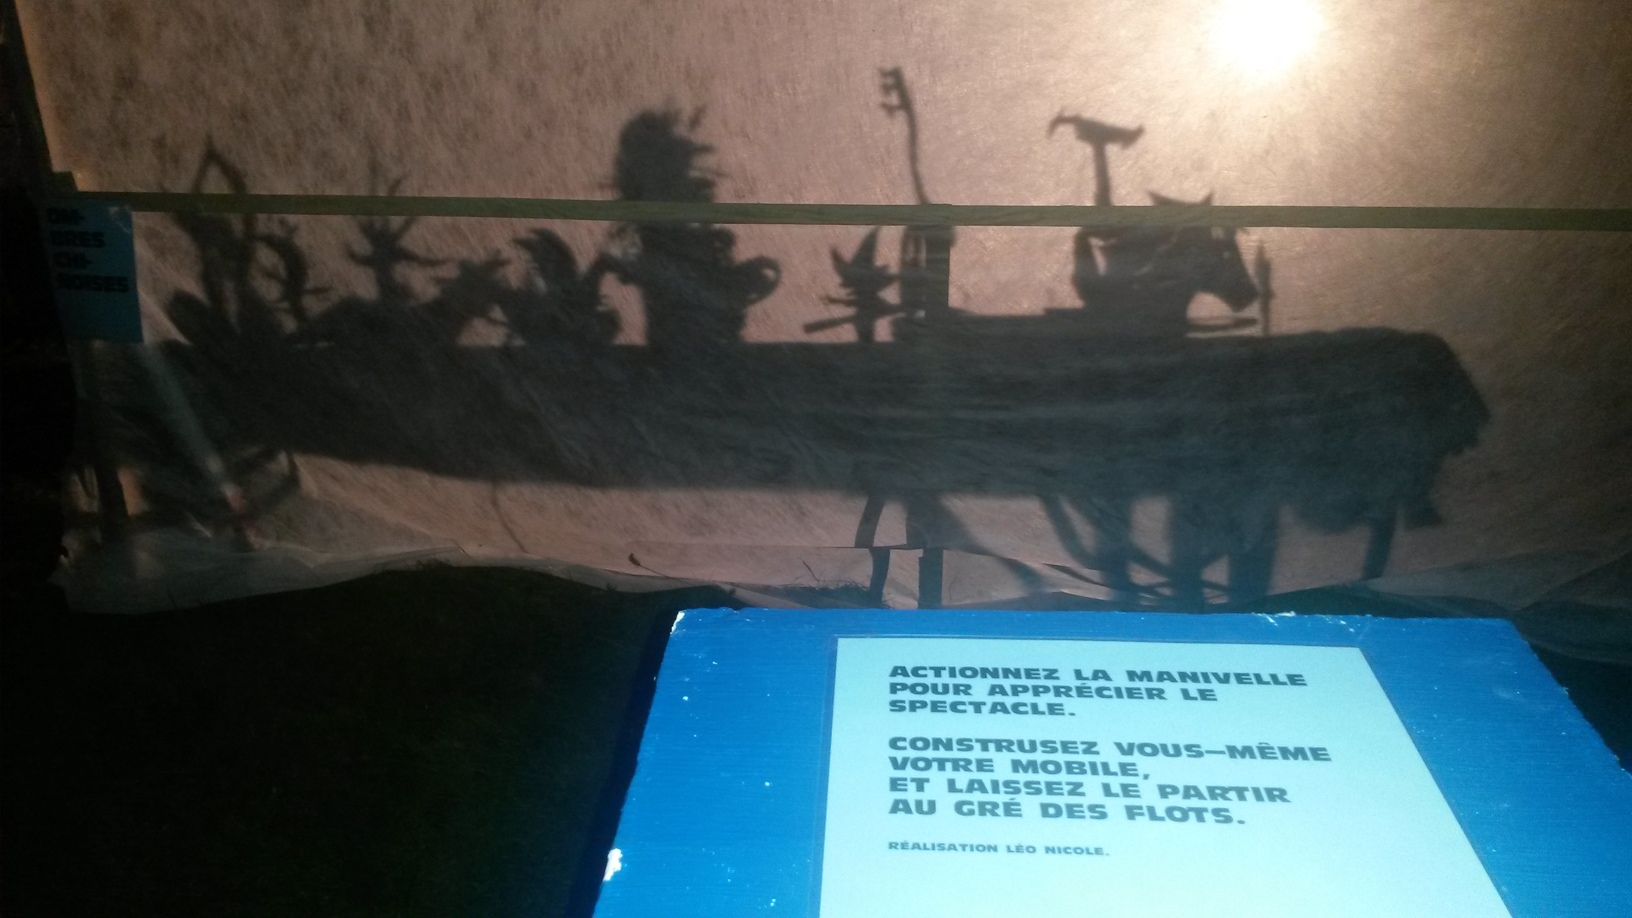 OM-
BRES
CHI-
NOISES
ACTIONNEZ LA MANIVELLE
POUR APPRÉCIER LE
SPECTACLE.
CONSTRUSEZ VOUS-MÊME
VOTRE MOBILE,
ET LAISSEZ LE PARTIR
AU GRÉ DES FLOTS.
RÉALISATION LÉO NICOLE.